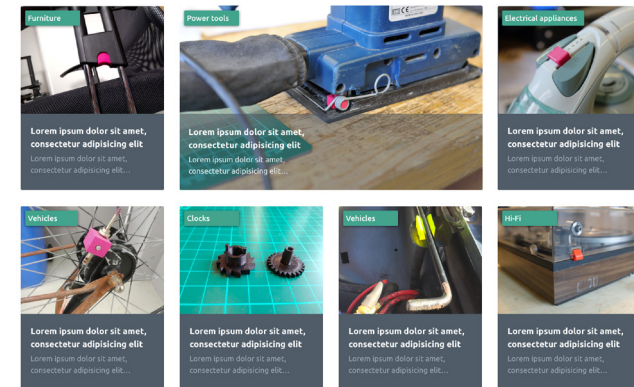 Furniture
Lorem ipsum dolor sit amet,
consectetur adipisicing elit
Lorem ipsum dolor sit amet,
consectetur adipisicing elit...
Power tools
Lorem ipsum dolor sit amet,
consectetur adipisicing elit
Lorem ipsum dolor sit amet,
consectetur adipisicing elit...
Electrical appliances
Lorem ipsum dolor sit amet,
consectetur adipisicing elit
Lorem ipsum dolor sit amet,
consectetur adipisicing elit...
Vehicles
Lorem ipsum dolor sit amet,
consectetur adipisicing elit
Lorem ipsum dolor sit amet,
consectetur adipisicing elit...
Clocks
Lorem ipsum dolor sit amet,
consectetur adipisicing elit
Lorem ipsum dolor sit amet,
consectetur adipisicing elit...
Vehicles
Lorem ipsum dolor sit amet,
consectetur adipisicing elit
Lorem ipsum dolor sit amet,
consectetur adipisicing elit...
Hi-Fi
Lorem ipsum dolor sit amet,
consectetur adipisicing elit
Lorem ipsum dolor sit amet,
consectetur adipisicing elit...